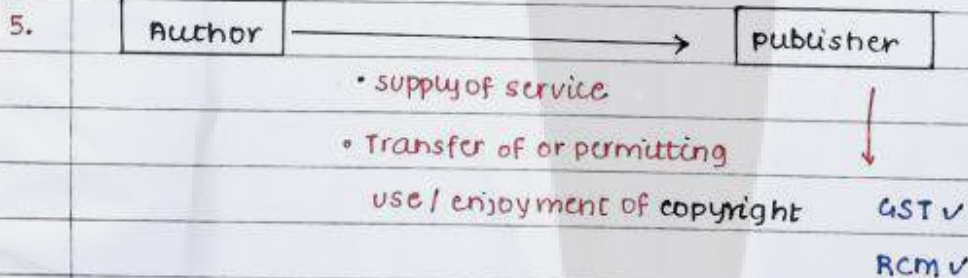 5. Author → publisher
• supply of service
• Transfer of or permitting
use / enjoyment of copyright GST ✓
RCM ✓